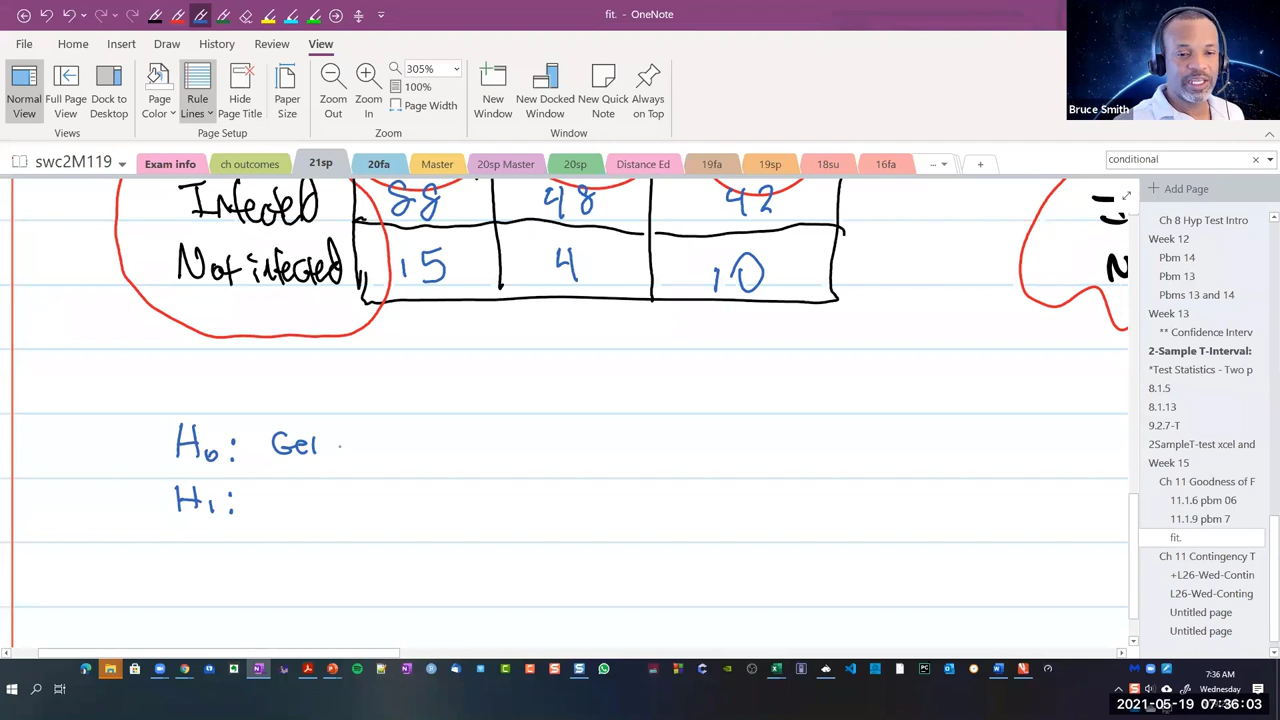 fit. - OneNote
File Home Insert Draw History Review View
Normal View
Full Page View
Dock to Desktop
Page Color
Rule Lines
Hide Page Title
Paper Size
Zoom Out
Zoom In
305%
100%
Page Width
New Window
New Docked Window
New Quick Note
Always on Top
Views Page Setup Zoom Window
Bruce Smith
swc2M119 Exam info ch outcomes 21sp 20fa Master 20sp Master 20sp Distance Ed 19fa 19sp 18su 16fa ... +
conditional
Infected 88 48 42
Not infected 15 4 10
H0: Gel
H1:
Add Page
Ch 8 Hyp Test Intro
Week 12
Pbm 14
Pbm 13
Pbms 13 and 14
Week 13
** Confidence Interv
2-Sample T-Interval:
*Test Statistics - Two p
8.1.5
8.1.13
9.2.7-T
2SampleT-test xcel and
Week 15
Ch 11 Goodness of F
11.1.6 pbm 06
11.1.9 pbm 7
fit.
Ch 11 Contingency T
+L26-Wed-Contin
L26-Wed-Conting
Untitled page
Untitled page
7:36 AM
Wednesday
2021-05-19 07:36:03